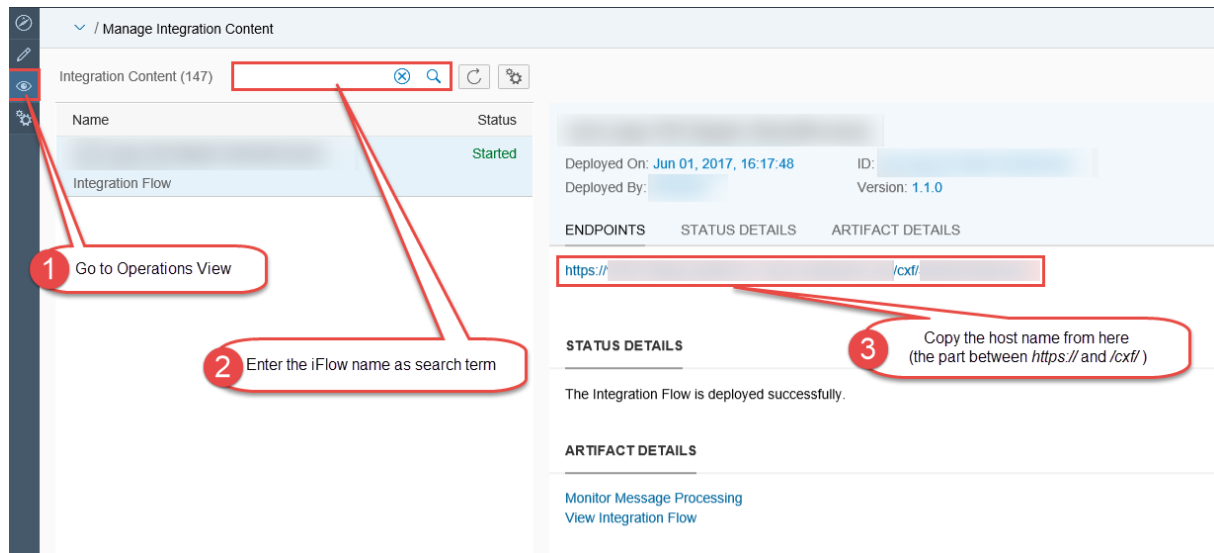 / Manage Integration Content
Integration Content (147)
Name Status
Started
Integration Flow
1 Go to Operations View
2 Enter the iFlow name as search term
Deployed On: Jun 01, 2017, 16:17:48 ID:
Deployed By: Version: 1.1.0
ENDPOINTS STATUS DETAILS ARTIFACT DETAILS
https:// /cxf/
3 Copy the host name from here
(the part between https:// and /cxf/ )
STATUS DETAILS
The Integration Flow is deployed successfully.
ARTIFACT DETAILS
Monitor Message Processing
View Integration Flow